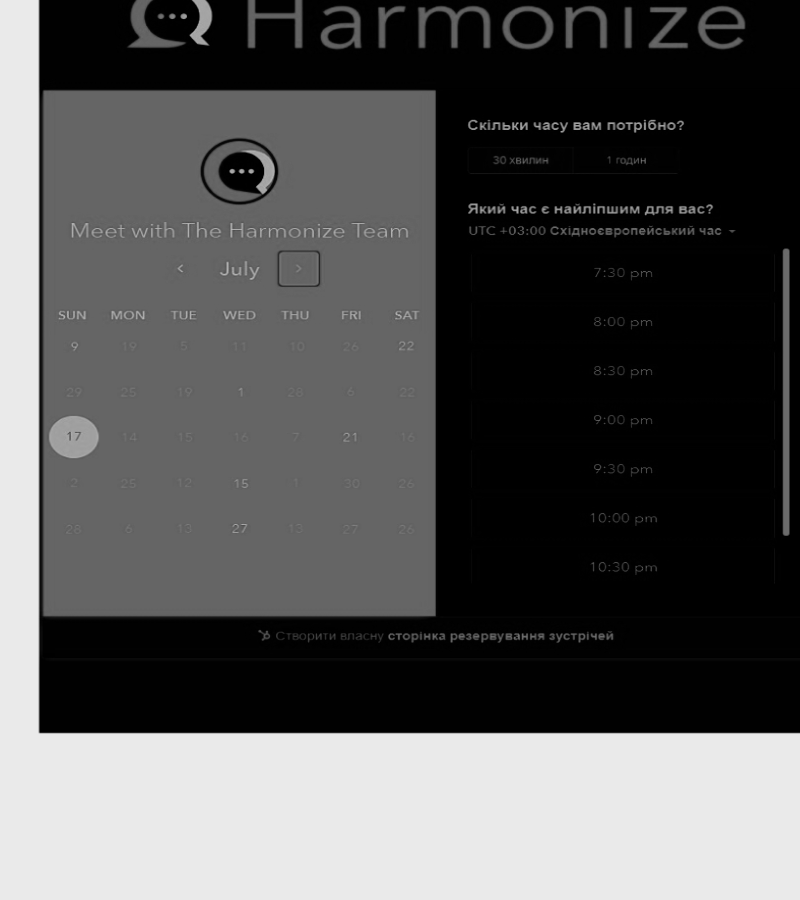 Harmonize
Meet with The Harmonize Team
July
SUN MON TUE WED THU FRI SAT
9 19 5 11 10 26 22
29 25 19 1 28 6 22
17 14 15 16 7 21 16
2 25 12 15 1 30 26
28 6 13 27 13 27 26
Скільки часу вам потрібно?
30 хвилин 1 годин
Який час є найліпшим для вас?
UTC +03:00 Східноєвропейський час
7:30 pm
8:00 pm
8:30 pm
9:00 pm
9:30 pm
10:00 pm
10:30 pm
Створити власну сторінка резервування зустрічей